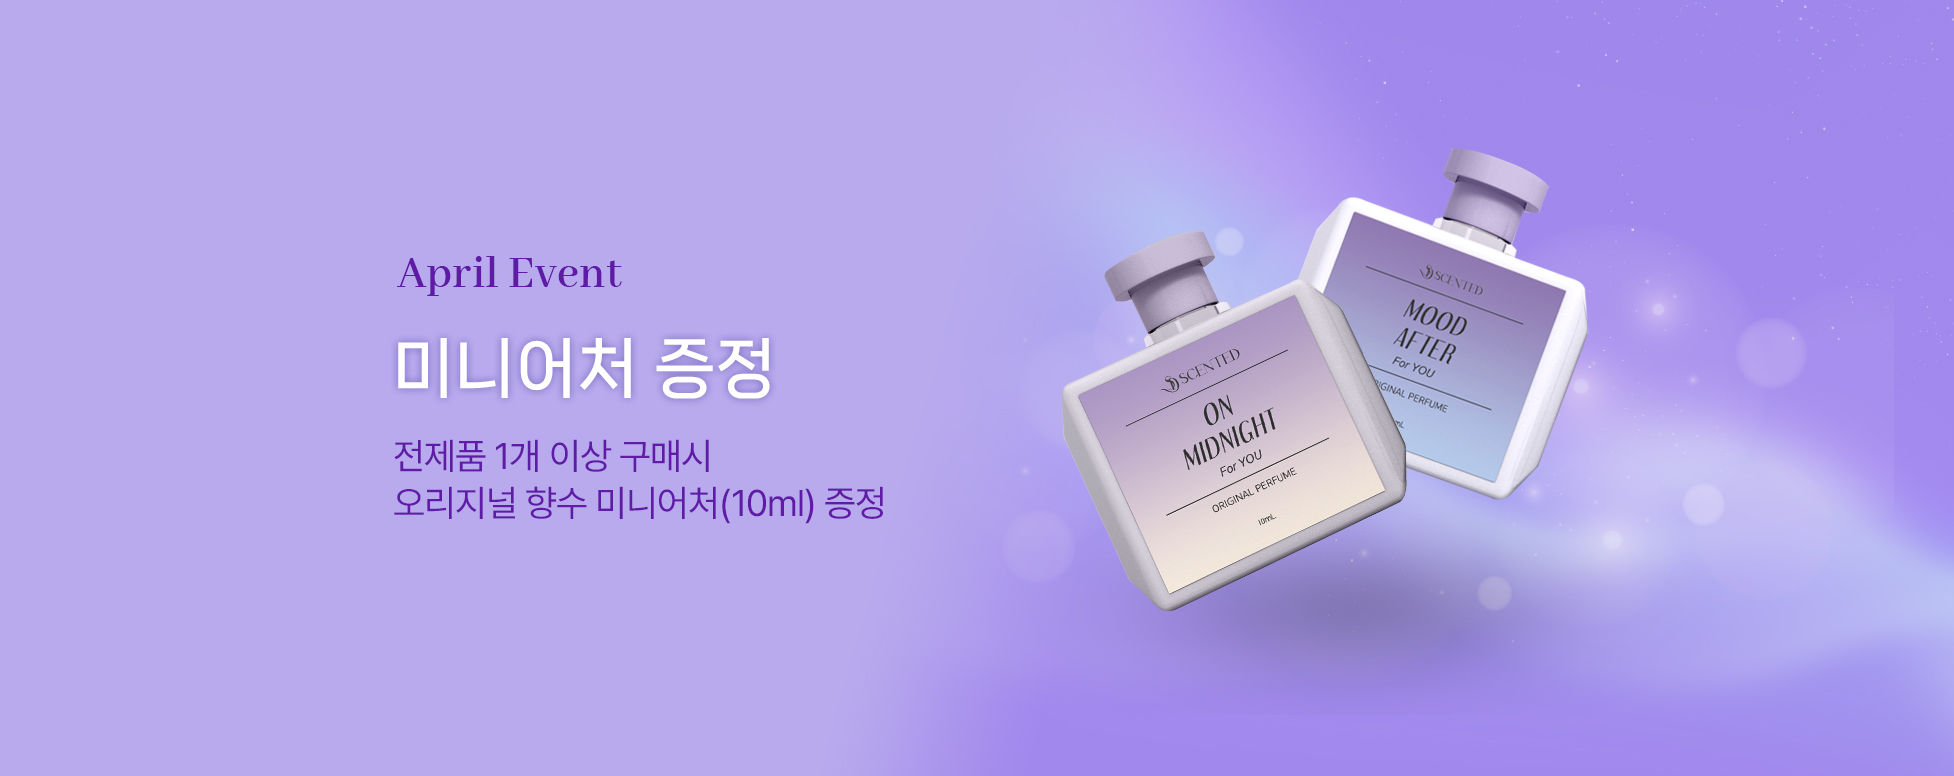 April Event
미니어처 증정
전제품 1개 이상 구매시
오리지널 향수 미니어처(10ml) 증정
SCENTED
ON
MIDNIGHT
For YOU
ORIGINAL PERFUME
10mL
SCENTED
MOOD
AFTER
For YOU
PERFUME